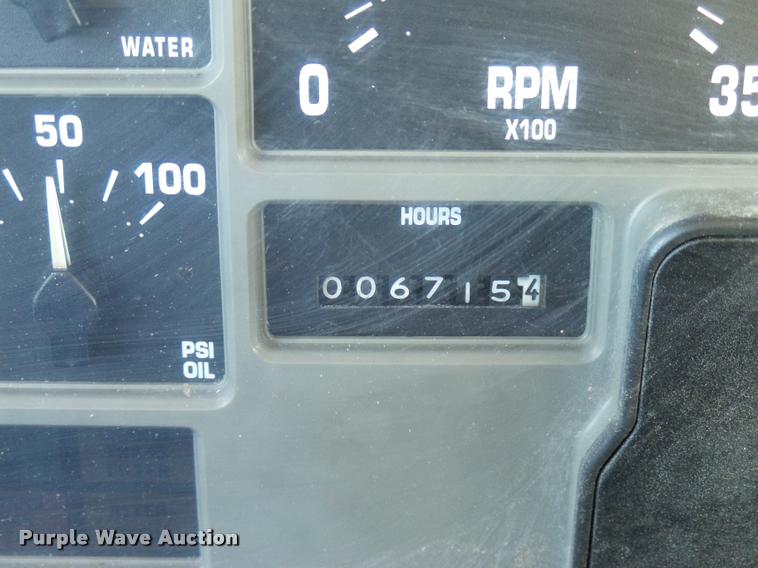 WATER
0 RPM 35
X100
50
100
HOURS
0067154
PSI
OIL
Purple Wave Auction®